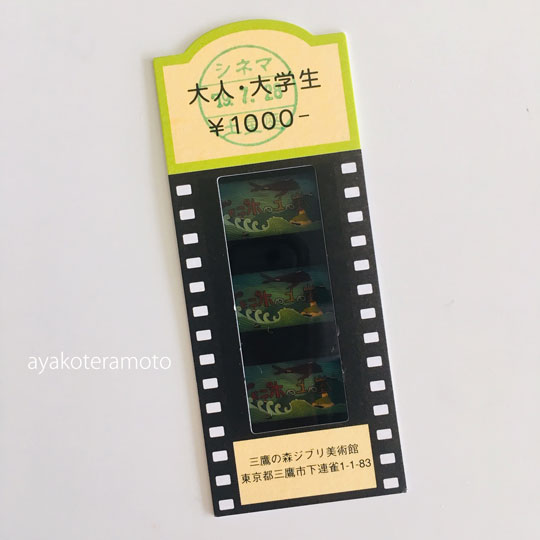 シネマ
大人・大学生
¥1000-
ayakoteramoto
三鷹の森ジブリ美術館
東京都三鷹市下連雀1-1-83